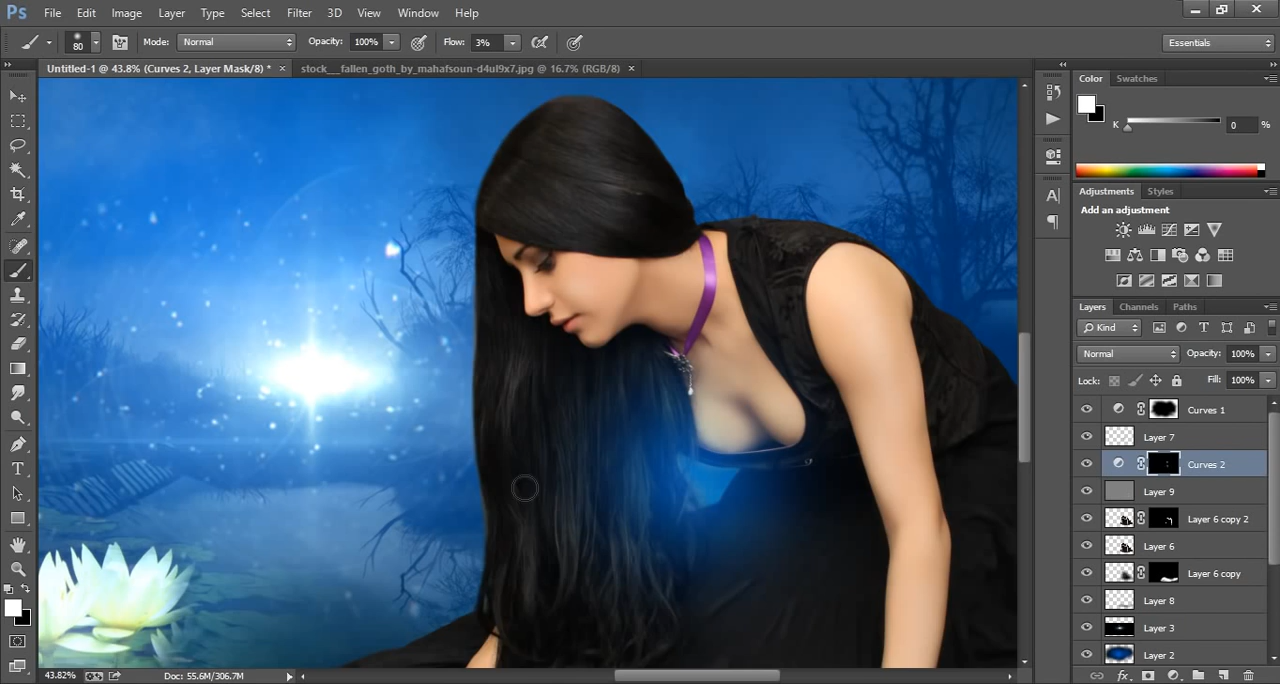 Ps File Edit Image Layer Type Select Filter 3D View Window Help
80 Mode: Normal Opacity: 100% Flow: 3% Essentials
Untitled-1 @ 43.8% (Curves 2, Layer Mask/8) * × stock___fallen_goth_by_mahafsoun-d4ul9x7.jpg @ 16.7% (RGB/8) ×
Color Swatches
K 0 %
Adjustments Styles
Add an adjustment
Layers Channels Paths
Kind
Normal Opacity: 100%
Lock: Fill: 100%
Curves 1
Layer 7
Curves 2
Layer 9
Layer 6 copy 2
Layer 6
Layer 6 copy
Layer 8
Layer 3
Layer 2
43.82% Doc: 55.6M/306.7M